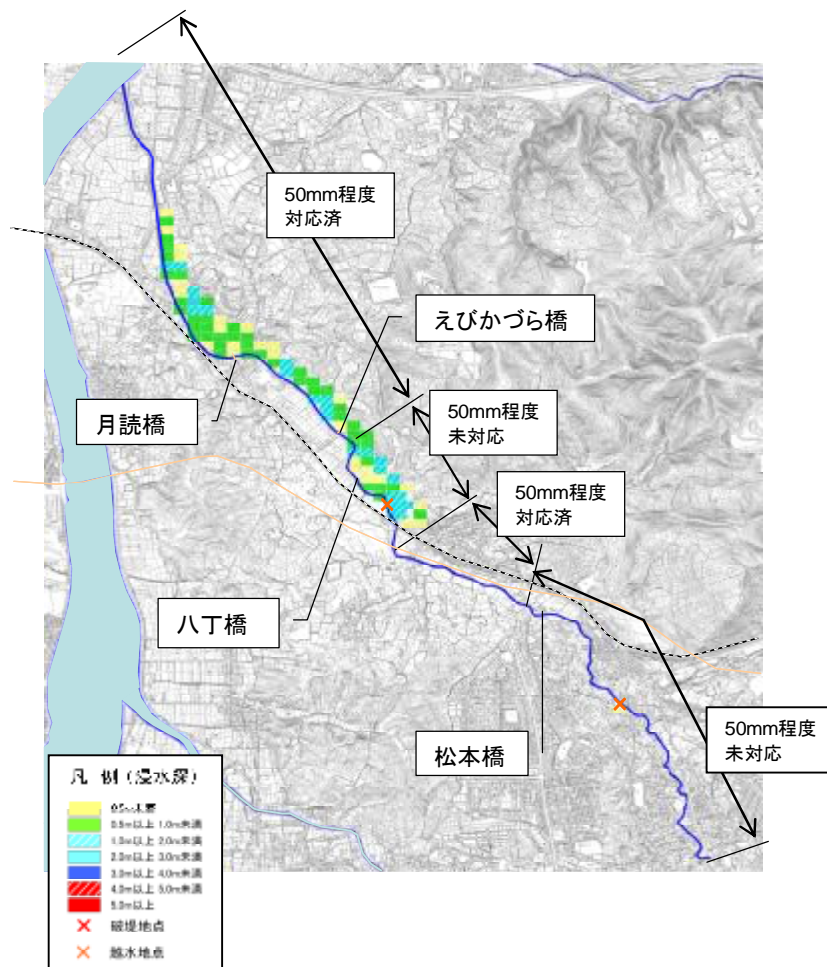 50mm程度
対応済
えびかづら橋
月読橋
50mm程度
未対応
50mm程度
対応済
八丁橋
松本橋
50mm程度
未対応
凡 例(浸水深)
0.5m未満
0.5m以上 1.0m未満
1.0m以上 2.0m未満
2.0m以上 3.0m未満
3.0m以上 4.0m未満
4.0m以上 5.0m未満
5.0m以上
破堤地点
越水地点